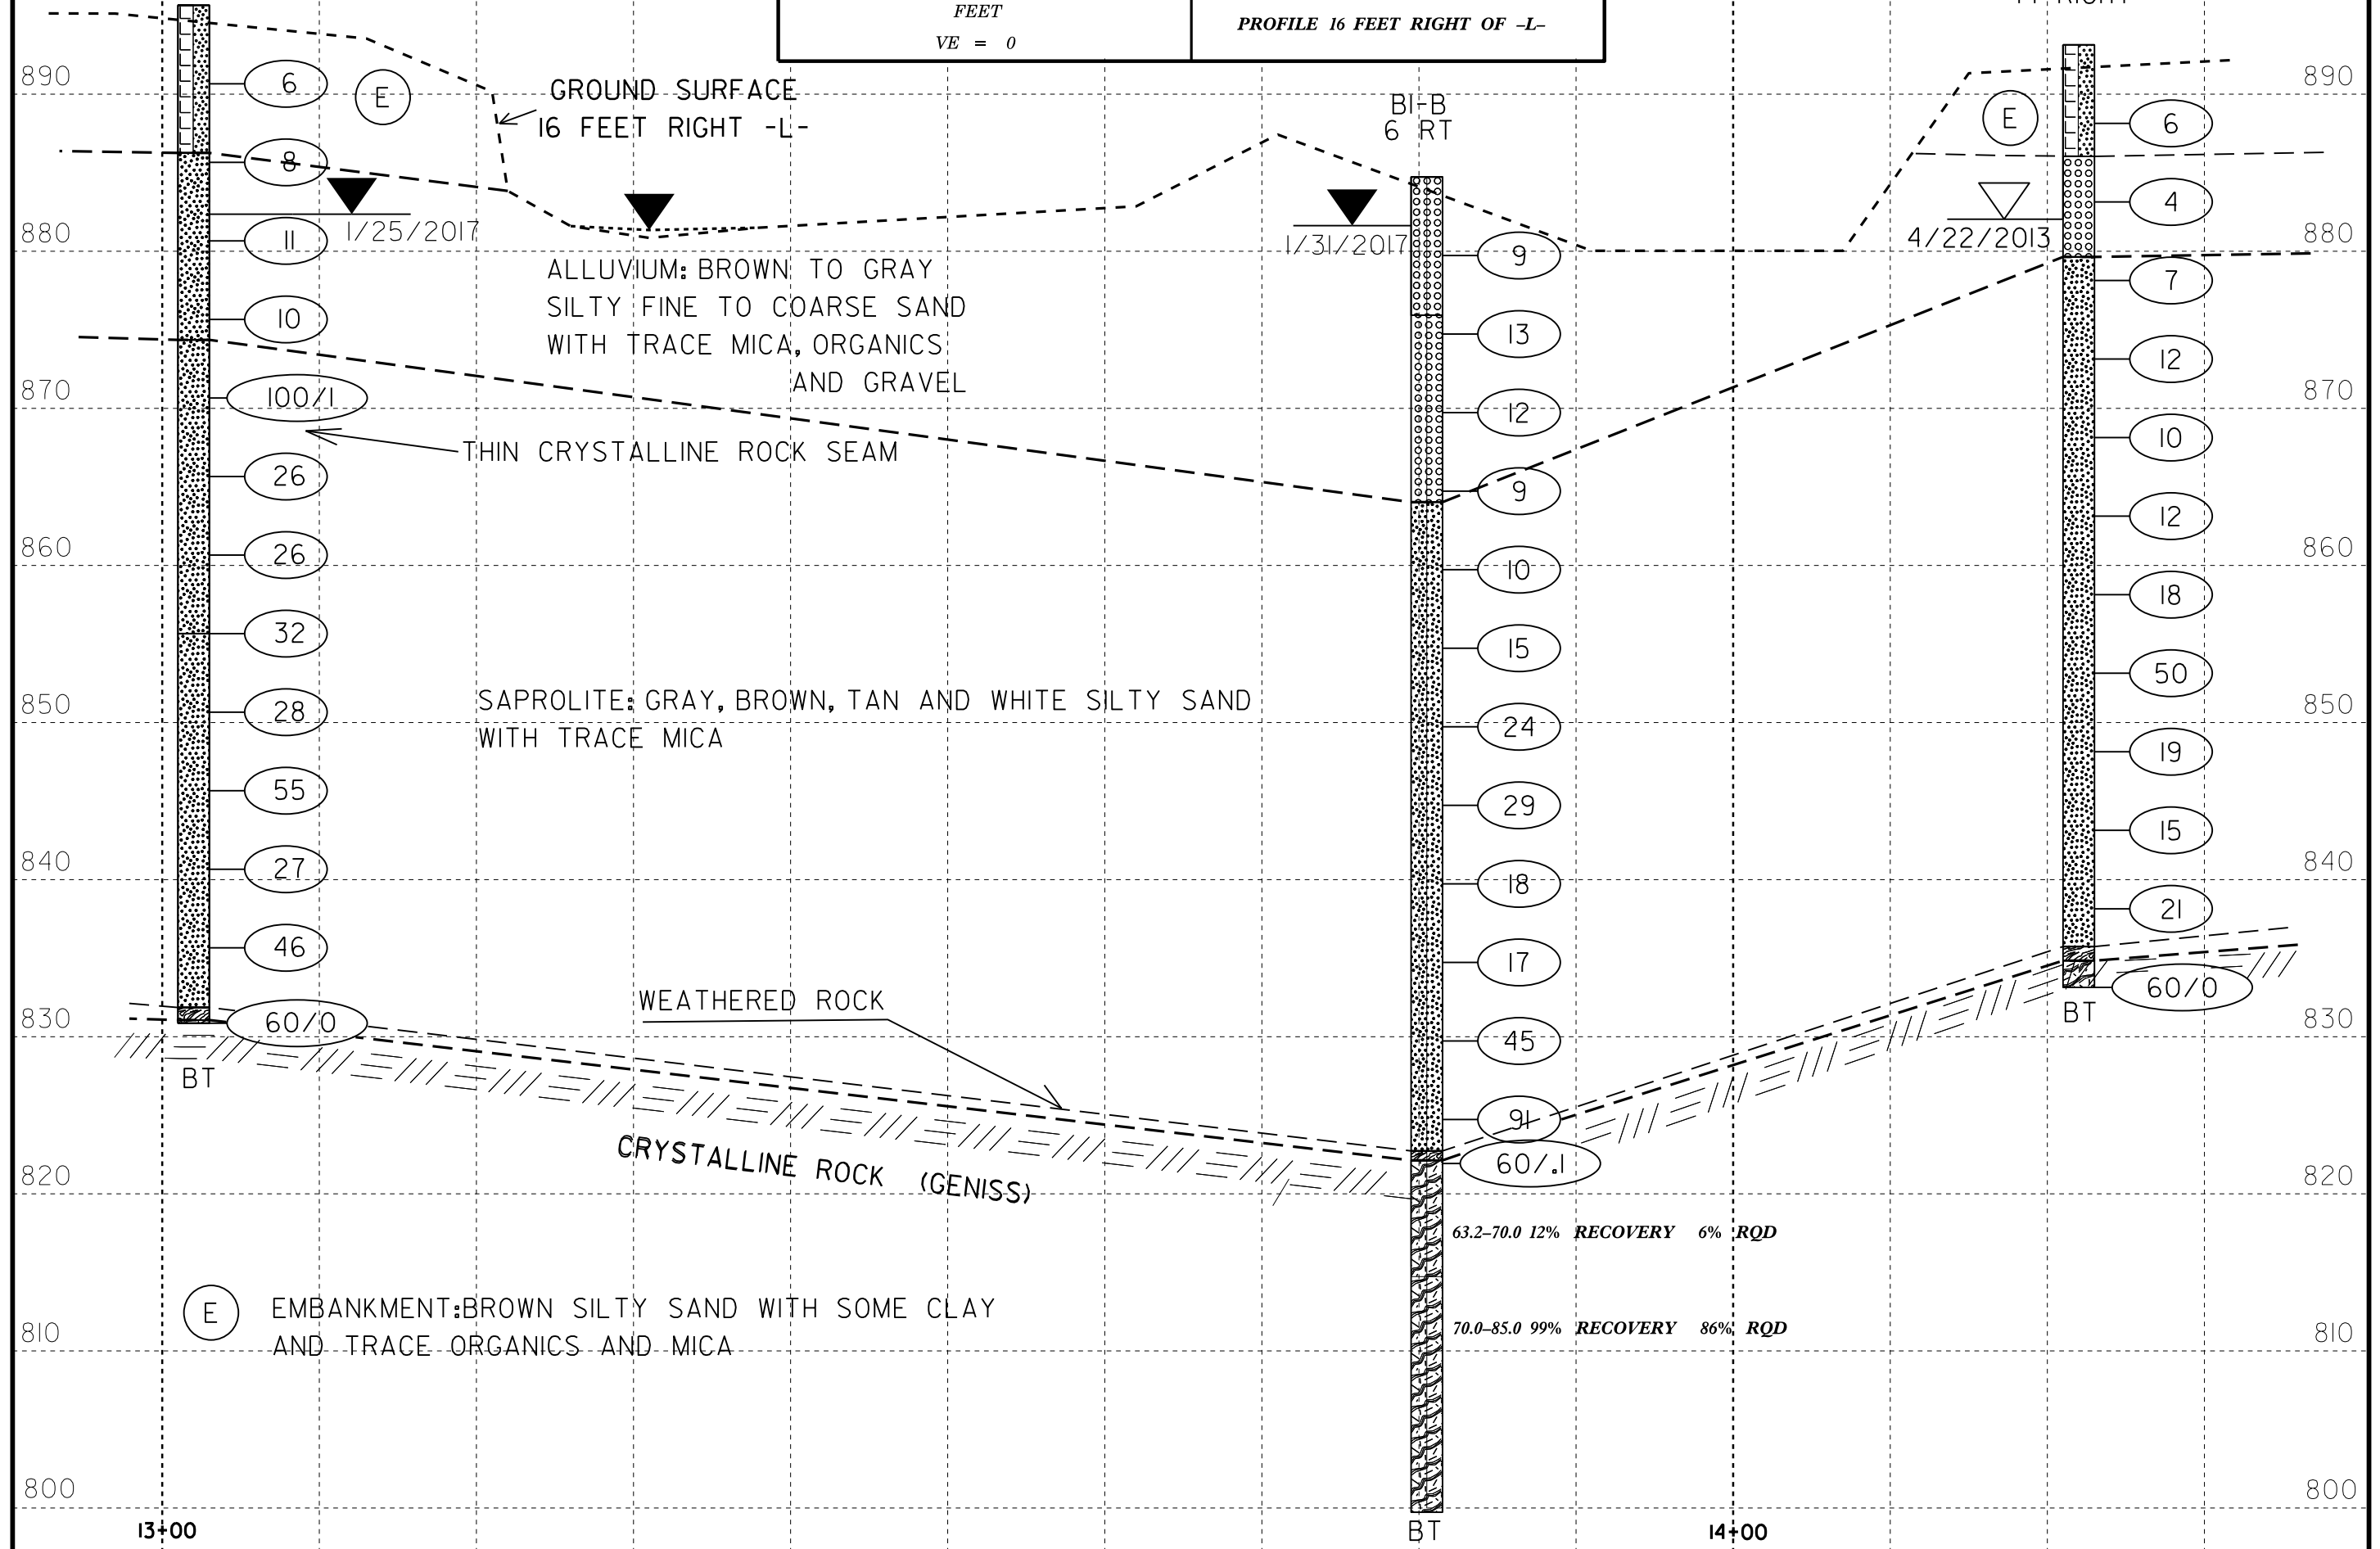 FEET
VE = 0
PROFILE 16 FEET RIGHT OF -L-
890
6
E
GROUND SURFACE
16 FEET RIGHT -L-
B1-B
6 RT
E
6
890
8
4
1/25/2017
1/31/2017
4/22/2013
880
11
9
7
880
ALLUVIUM: BROWN TO GRAY
SILTY FINE TO COARSE SAND
WITH TRACE MICA, ORGANICS
AND GRAVEL
10
13
12
870
100/1
12
10
870
THIN CRYSTALLINE ROCK SEAM
26
9
12
860
26
10
18
860
32
15
50
850
28
SAPROLITE: GRAY, BROWN, TAN AND WHITE SILTY SAND
WITH TRACE MICA
24
19
850
55
29
15
840
27
18
21
840
46
17
60/0
BT
WEATHERED ROCK
830
60/0
45
830
BT
91
CRYSTALLINE ROCK (GENISS)
60/.1
820
820
63.2-70.0 12% RECOVERY 6% RQD
E
EMBANKMENT:BROWN SILTY SAND WITH SOME CLAY
AND TRACE ORGANICS AND MICA
70.0-85.0 99% RECOVERY 86% RQD
810
810
800
800
13+00
BT
14+00